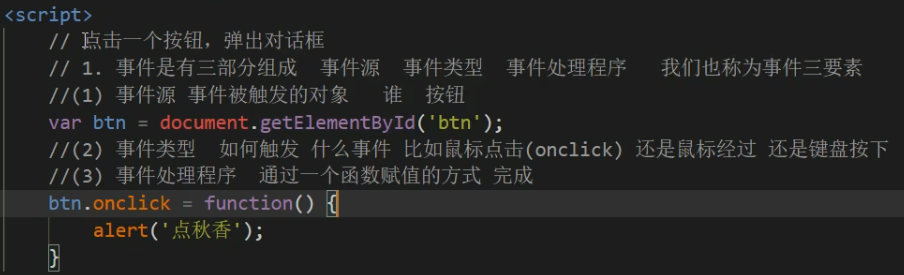 <script>
// 点击一个按钮，弹出对话框
// 1. 事件是有三部分组成  事件源  事件类型  事件处理程序   我们也称为事件三要素
//(1) 事件源 事件被触发的对象   谁  按钮
var btn = document.getElementById('btn');
//(2) 事件类型  如何触发 什么事件 比如鼠标点击(onclick) 还是鼠标经过 还是键盘按下
//(3) 事件处理程序  通过一个函数赋值的方式 完成
btn.onclick = function() {
alert('点秋香');
}